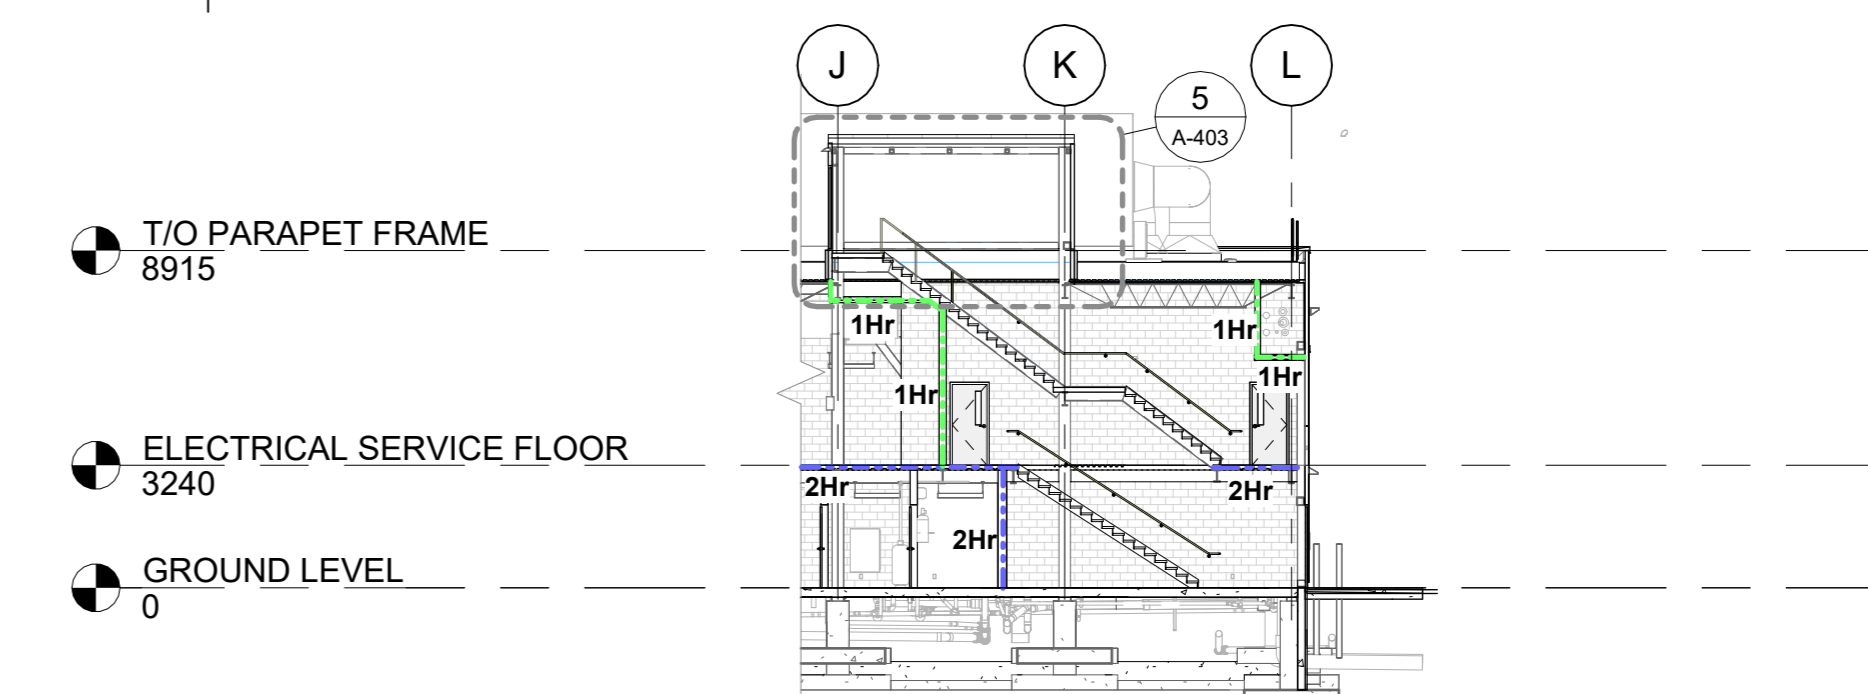 J
K
L
5
A-403
T/O PARAPET FRAME
8915
1Hr
1Hr
1Hr
1Hr
ELECTRICAL SERVICE FLOOR
3240
2Hr
2Hr
2Hr
GROUND LEVEL
0